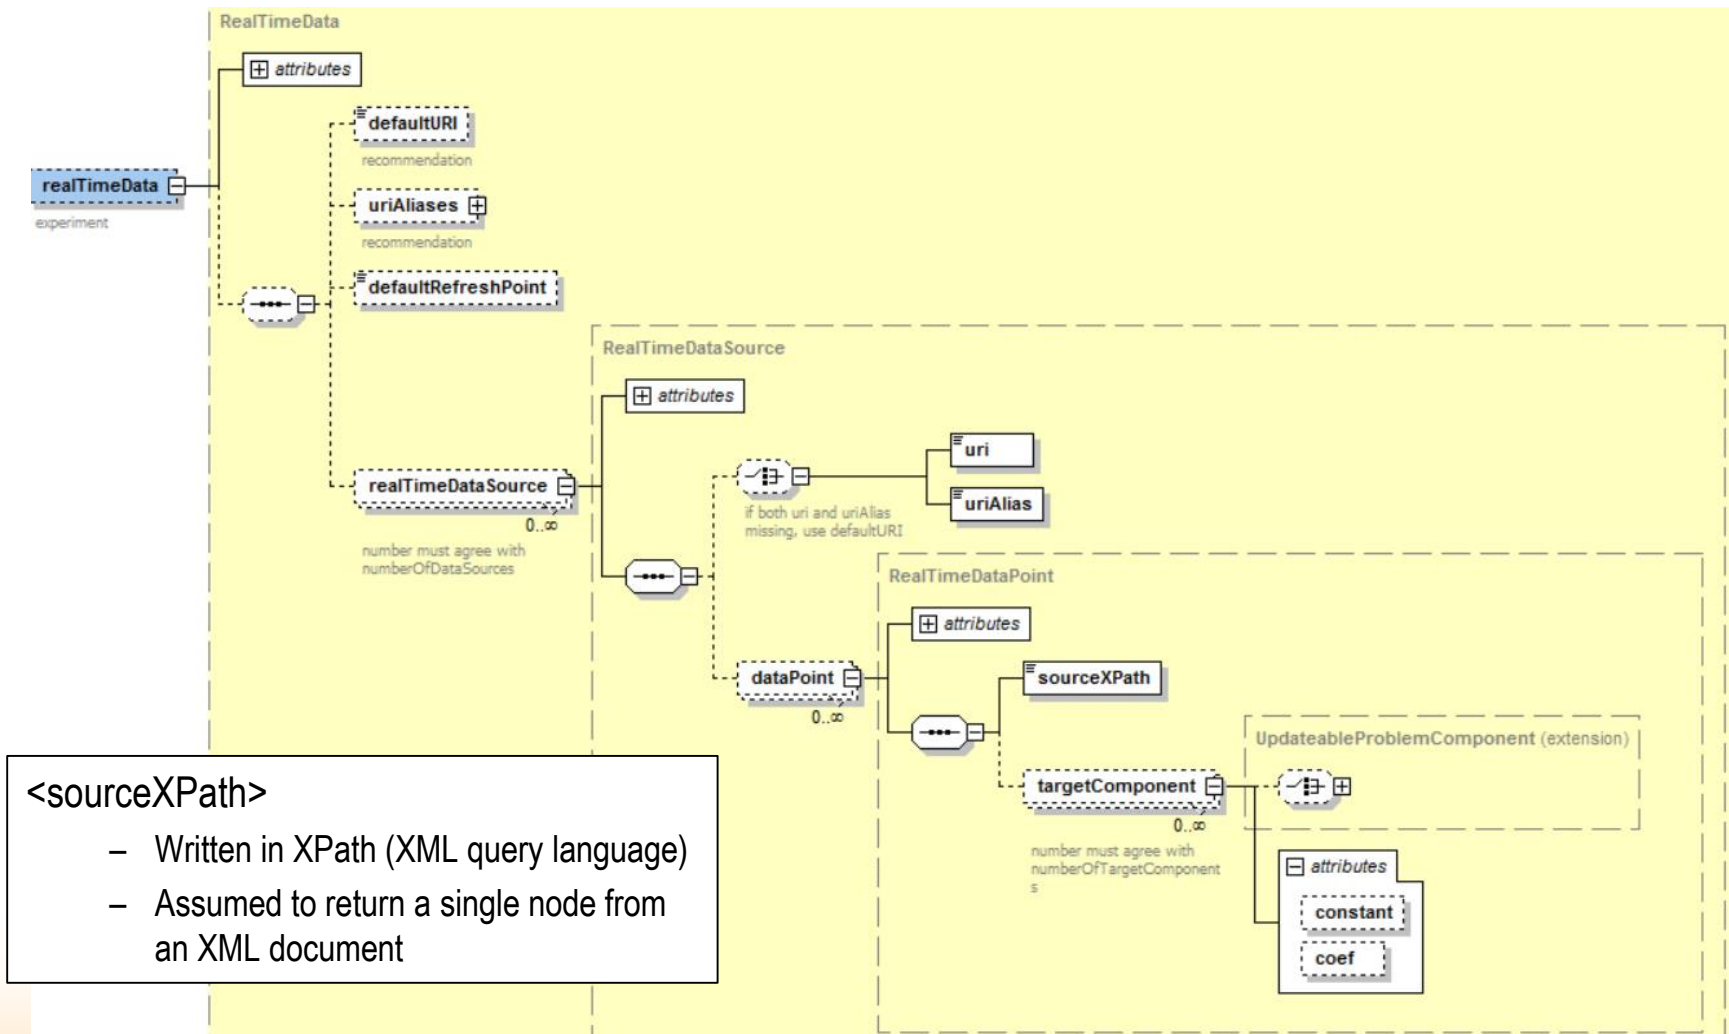 RealTimeData
attributes
defaultURI
recommendation
realTimeData
experiment
uriAliases
recommendation
defaultRefreshPoint
RealTimeDataSource
attributes
uri
realTimeDataSource
0..∞
number must agree with
numberOfDataSources
if both uri and uriAlias
missing, use defaultURI
uriAlias
RealTimeDataPoint
attributes
dataPoint
0..∞
sourceXPath
UpdateableProblemComponent (extension)
targetComponent
0..∞
number must agree with
numberOfTargetComponent
s
attributes
constant
coef
<sourceXPath>
– Written in XPath (XML query language)
– Assumed to return a single node from
an XML document